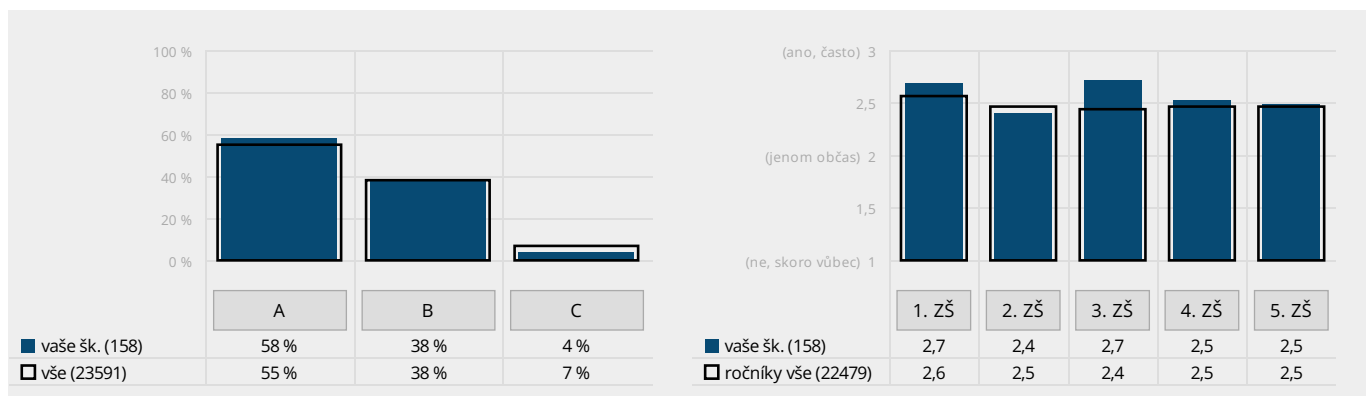 100 %
80 %
60 %
40 %
20 %
0 %
A B C
vaše šk. (158) 58 % 38 % 4 %
vše (23591) 55 % 38 % 7 %
(ano, často) 3
2,5
(jenom občas) 2
1,5
(ne, skoro vůbec) 1
1. ZŠ 2. ZŠ 3. ZŠ 4. ZŠ 5. ZŠ
vaše šk. (158) 2,7 2,4 2,7 2,5 2,5
ročníky vše (22479) 2,6 2,5 2,4 2,5 2,5